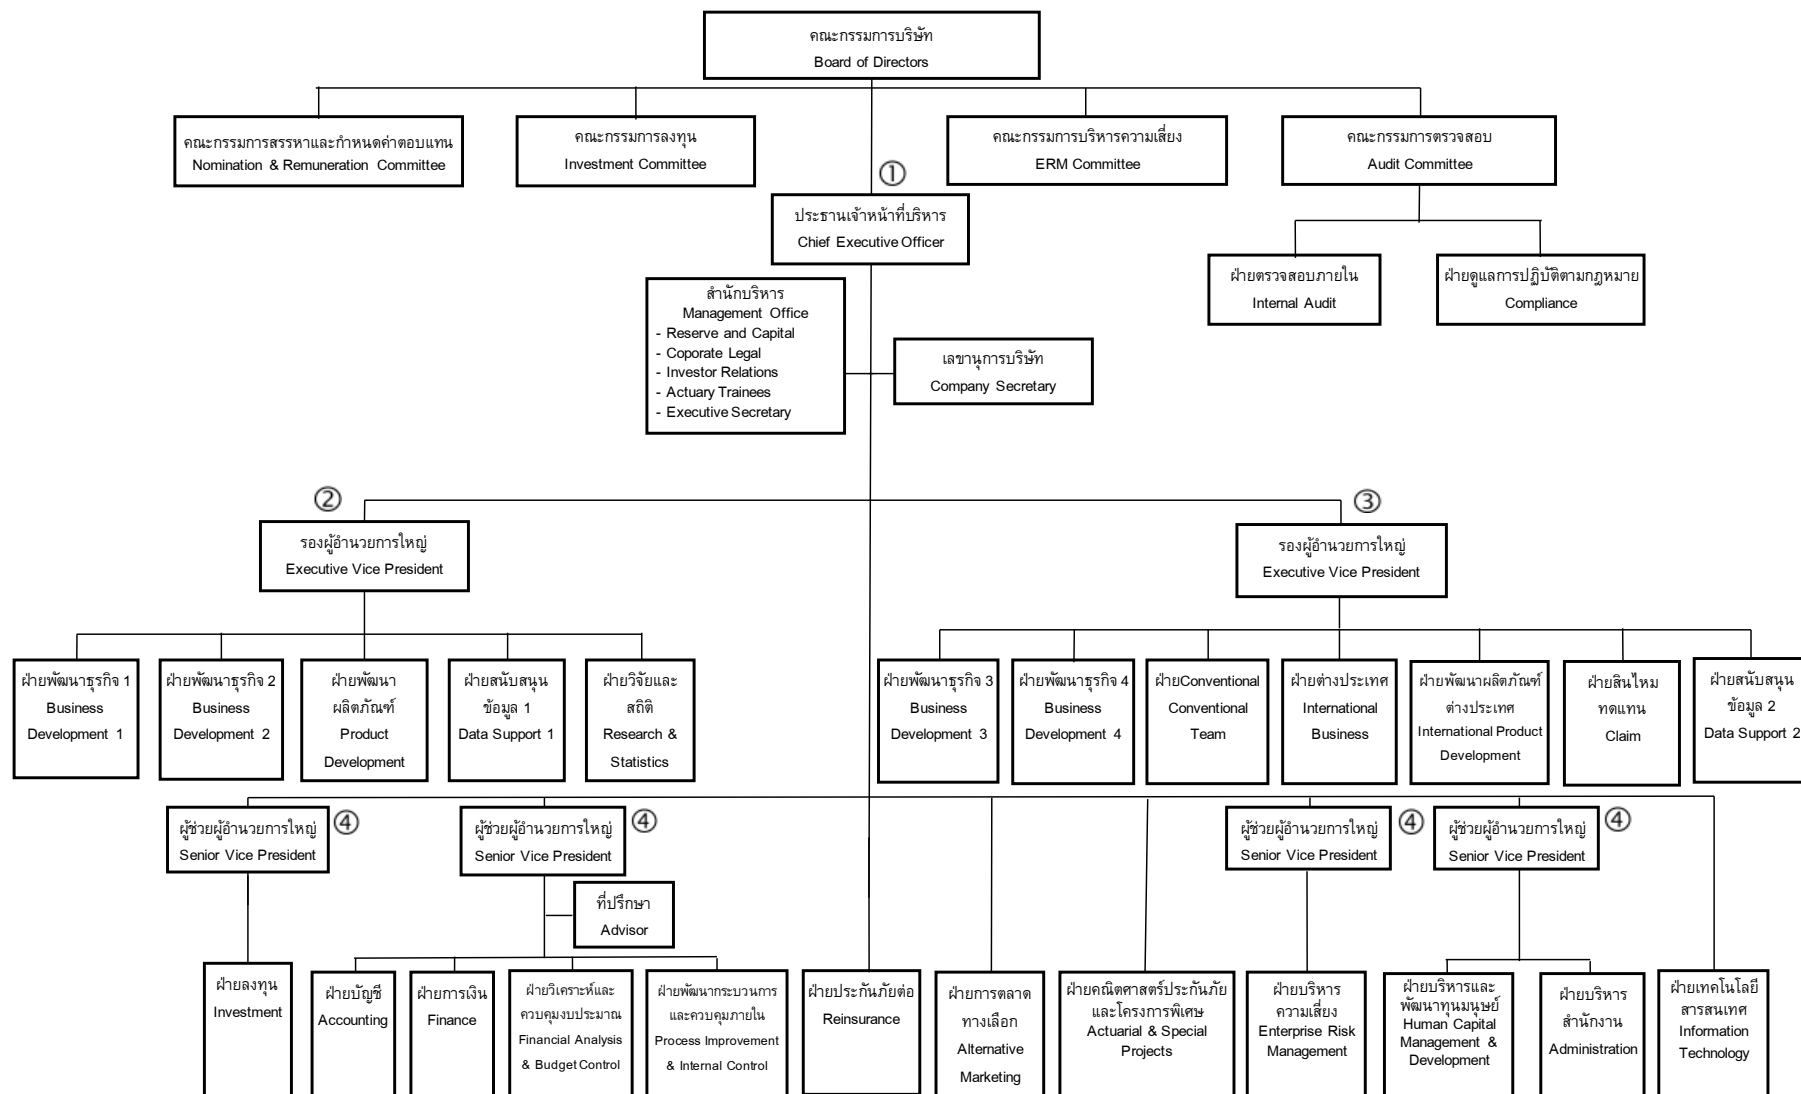 คณะกรรมการบริษัท
Board of Directors
คณะกรรมการสรรหาและกำหนดค่าตอบแทน
Nomination & Remuneration Committee
คณะกรรมการลงทุน
Investment Committee
คณะกรรมการบริหารความเสี่ยง
ERM Committee
คณะกรรมการตรวจสอบ
Audit Committee
①
ประธานเจ้าหน้าที่บริหาร
Chief Executive Officer
ฝ่ายตรวจสอบภายใน
Internal Audit
ฝ่ายดูแลการปฏิบัติตามกฎหมาย
Compliance
สำนักบริหาร
Management Office
- Reserve and Capital
- Coporate Legal
- Investor Relations
- Actuary Trainees
- Executive Secretary
เลขานุการบริษัท
Company Secretary
②
รองผู้อำนวยการใหญ่
Executive Vice President
③
รองผู้อำนวยการใหญ่
Executive Vice President
ฝ่ายพัฒนาธุรกิจ 1
Business
Development 1
ฝ่ายพัฒนาธุรกิจ 2
Business
Development 2
ฝ่ายพัฒนา
ผลิตภัณฑ์
Product
Development
ฝ่ายสนับสนุน
ข้อมูล 1
Data Support 1
ฝ่ายวิจัยและ
สถิติ
Research &
Statistics
ฝ่ายพัฒนาธุรกิจ 3
Business
Development 3
ฝ่ายพัฒนาธุรกิจ 4
Business
Development 4
ฝ่ายConventional
Conventional
Team
ฝ่ายต่างประเทศ
International
Business
ฝ่ายพัฒนาผลิตภัณฑ์
ต่างประเทศ
International Product
Development
ฝ่ายสินไหม
ทดแทน
Claim
ฝ่ายสนับสนุน
ข้อมูล 2
Data Support 2
ผู้ช่วยผู้อำนวยการใหญ่
Senior Vice President
④
ผู้ช่วยผู้อำนวยการใหญ่
Senior Vice President
④
ผู้ช่วยผู้อำนวยการใหญ่
Senior Vice President
④
ผู้ช่วยผู้อำนวยการใหญ่
Senior Vice President
④
ที่ปรึกษา
Advisor
ฝ่ายลงทุน
Investment
ฝ่ายบัญชี
Accounting
ฝ่ายการเงิน
Finance
ฝ่ายวิเคราะห์และ
ควบคุมงบประมาณ
Financial Analysis
& Budget Control
ฝ่ายพัฒนากระบวนการ
และควบคุมภายใน
Process Improvement
& Internal Control
ฝ่ายประกันภัยต่อ
Reinsurance
ฝ่ายการตลาด
ทางเลือก
Alternative
Marketing
ฝ่ายคณิตศาสตร์ประกันภัย
และโครงการพิเศษ
Actuarial & Special
Projects
ฝ่ายบริหาร
ความเสี่ยง
Enterprise Risk
Management
ฝ่ายบริหารและ
พัฒนาทุนมนุษย์
Human Capital
Management &
Development
ฝ่ายบริหาร
สำนักงาน
Administration
ฝ่ายเทคโนโลยี
สารสนเทศ
Information
Technology